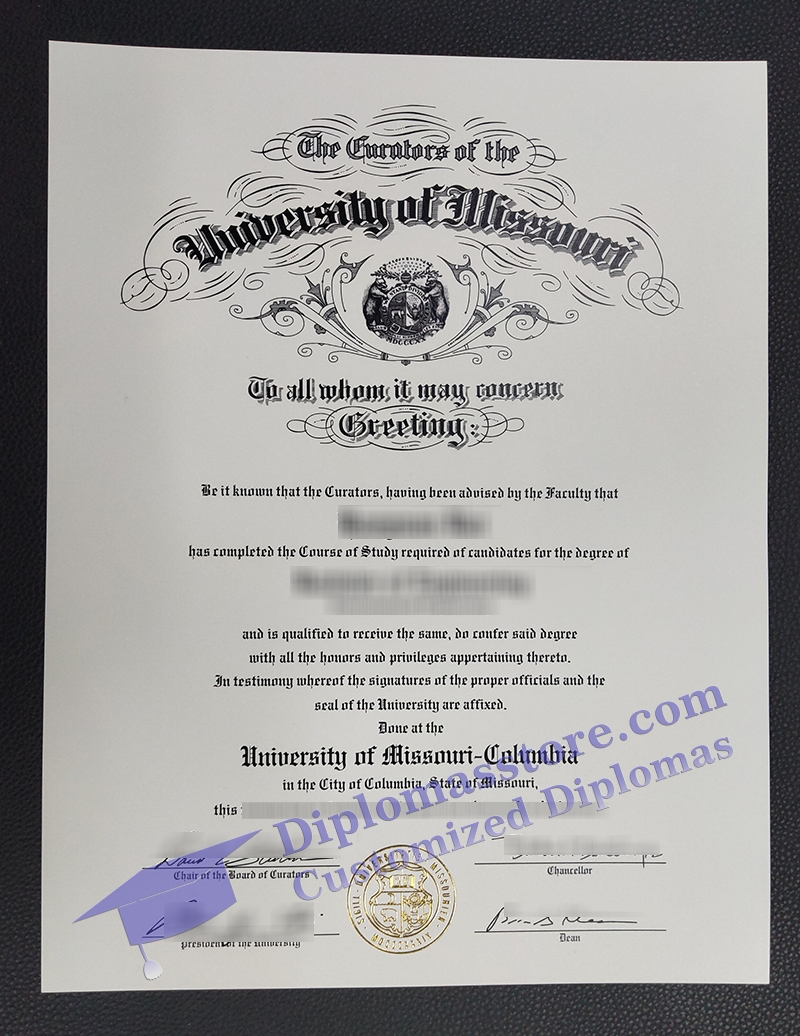 The Curators of the
University of Missouri
To all whom it may concern
Greeting:
Be it known that the Curators, having been advised by the Faculty that
has completed the Course of Study required of candidates for the degree of
and is qualified to receive the same, do confer said degree
with all the honors and privileges appertaining thereto.
In testimony whereof the signatures of the proper officials and the
seal of the University are affixed.
Done at the
University of Missouri-Columbia
in the City of Columbia, State of Missouri,
this
Diplomasstore.com
Customized Diplomas
Chair of the Board of Curators
Chancellor
President of the University
Dean